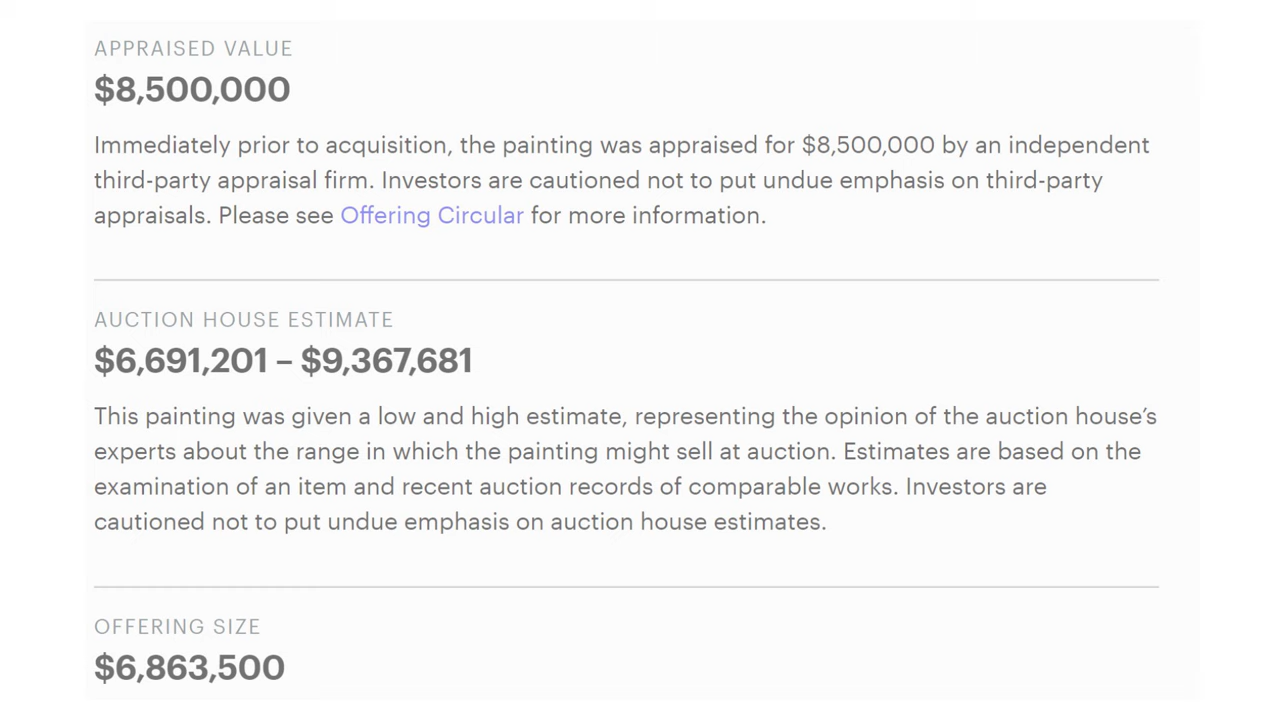 APPRAISED VALUE
$8,500,000
Immediately prior to acquisition, the painting was appraised for $8,500,000 by an independent
third-party appraisal firm. Investors are cautioned not to put undue emphasis on third-party
appraisals. Please see Offering Circular for more information.
AUCTION HOUSE ESTIMATE
$6,691,201 – $9,367,681
This painting was given a low and high estimate, representing the opinion of the auction house’s
experts about the range in which the painting might sell at auction. Estimates are based on the
examination of an item and recent auction records of comparable works. Investors are
cautioned not to put undue emphasis on auction house estimates.
OFFERING SIZE
$6,863,500